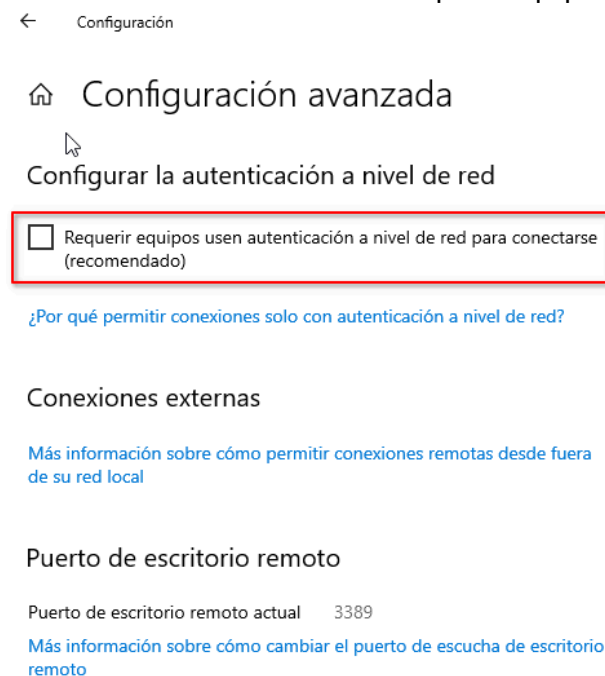 Configuración
Configuración avanzada
Configurar la autenticación a nivel de red
Requerir equipos usen autenticación a nivel de red para conectarse
(recomendado)
¿Por qué permitir conexiones solo con autenticación a nivel de red?
Conexiones externas
Más información sobre cómo permitir conexiones remotas desde fuera
de su red local
Puerto de escritorio remoto
Puerto de escritorio remoto actual 3389
Más información sobre cómo cambiar el puerto de escucha de escritorio
remoto